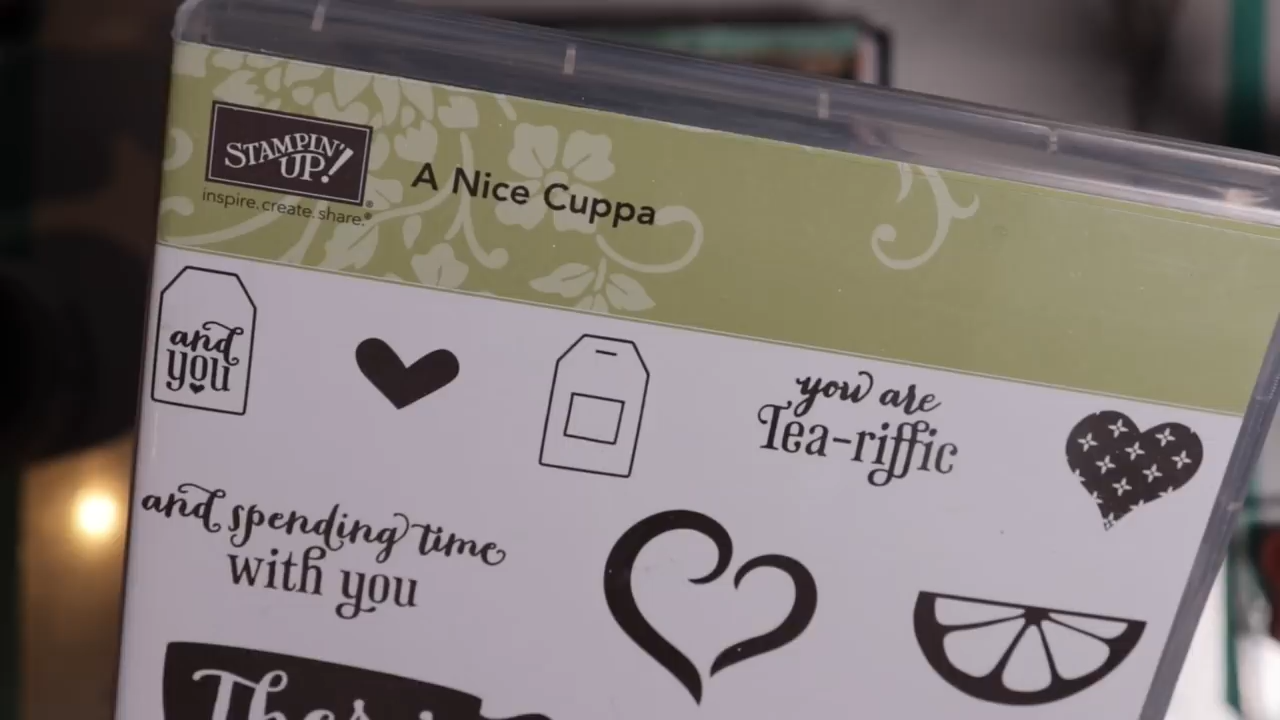 STAMPIN' UP!
inspire.create.share.®
A Nice Cuppa
and
you
you are
Tea-riffic
and spending time
with you